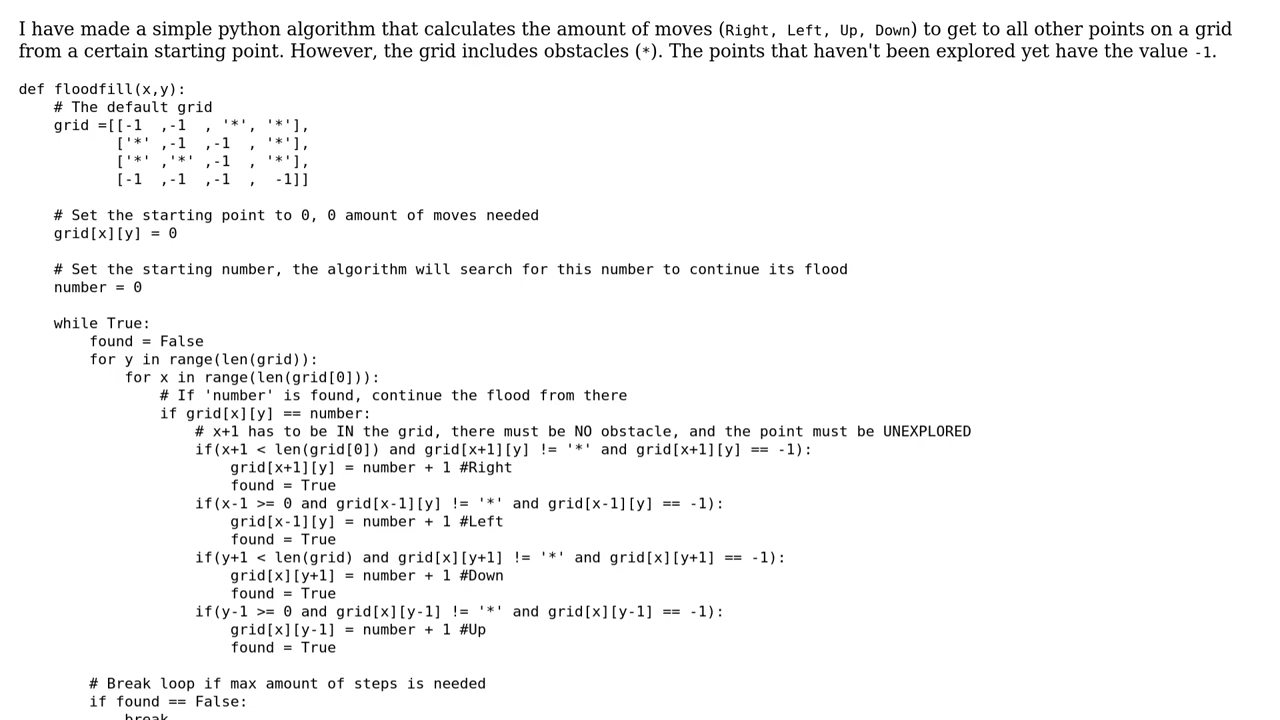 I have made a simple python algorithm that calculates the amount of moves (Right, Left, Up, Down) to get to all other points on a grid
from a certain starting point. However, the grid includes obstacles (*). The points that haven't been explored yet have the value -1.
def floodfill(x,y):
    # The default grid
    grid =[[-1  ,-1  , '*', '*'],
           ['*' ,-1  ,-1  , '*'],
           ['*' ,'*' ,-1  , '*'],
           [-1  ,-1  ,-1  ,  -1]]
    # Set the starting point to 0, 0 amount of moves needed
    grid[x][y] = 0
    # Set the starting number, the algorithm will search for this number to continue its flood
    number = 0
    while True:
        found = False
        for y in range(len(grid)):
            for x in range(len(grid[0])):
                # If 'number' is found, continue the flood from there
                if grid[x][y] == number:
                    # x+1 has to be IN the grid, there must be NO obstacle, and the point must be UNEXPLORED
                    if(x+1 < len(grid[0]) and grid[x+1][y] != '*' and grid[x+1][y] == -1):
                        grid[x+1][y] = number + 1 #Right
                        found = True
                    if(x-1 >= 0 and grid[x-1][y] != '*' and grid[x-1][y] == -1):
                        grid[x-1][y] = number + 1 #Left
                        found = True
                    if(y+1 < len(grid) and grid[x][y+1] != '*' and grid[x][y+1] == -1):
                        grid[x][y+1] = number + 1 #Down
                        found = True
                    if(y-1 >= 0 and grid[x][y-1] != '*' and grid[x][y-1] == -1):
                        grid[x][y-1] = number + 1 #Up
                        found = True
        # Break loop if max amount of steps is needed
        if found == False:
            break